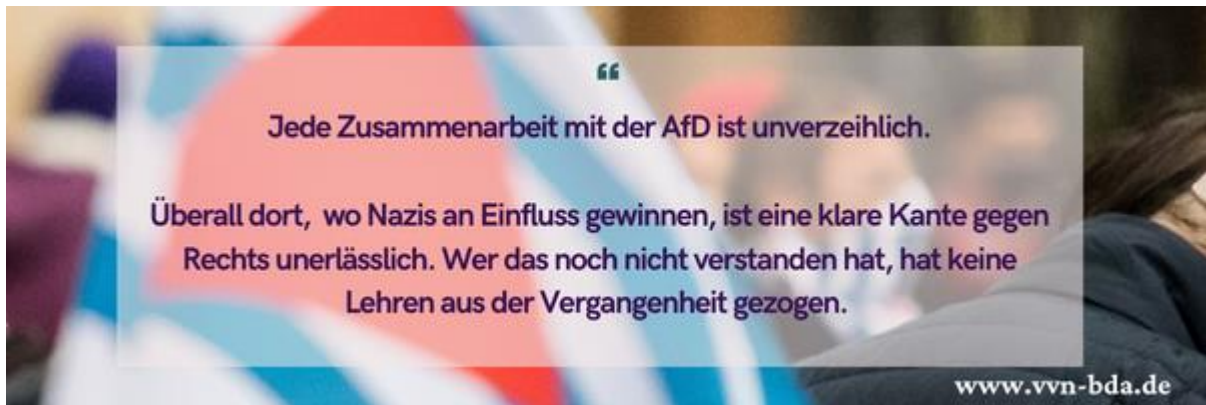 “
Jede Zusammenarbeit mit der AfD ist unverzeihlich.
Überall dort, wo Nazis an Einfluss gewinnen, ist eine klare Kante gegen
Rechts unerlässlich. Wer das noch nicht verstanden hat, hat keine
Lehren aus der Vergangenheit gezogen.
www.vvn-bda.de